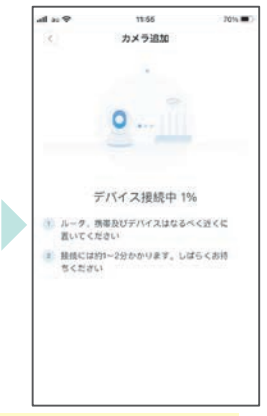 au 11:56 70%
カメラ追加
デバイス接続中 1%
1 ルータ、携帯及びデバイスはなるべく近くに
置いてください
2 接続には約1~2分かかります。しばらくお待
ちください